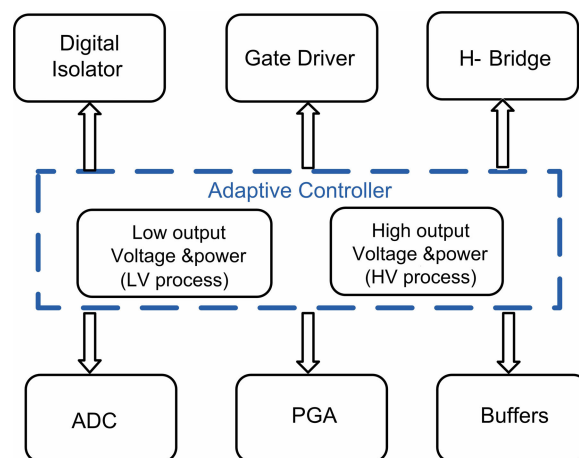 Digital
Isolator
Gate Driver
H- Bridge
Adaptive Controller
Low output
Voltage &power
(LV process)
High output
Voltage &power
(HV process)
ADC
PGA
Buffers